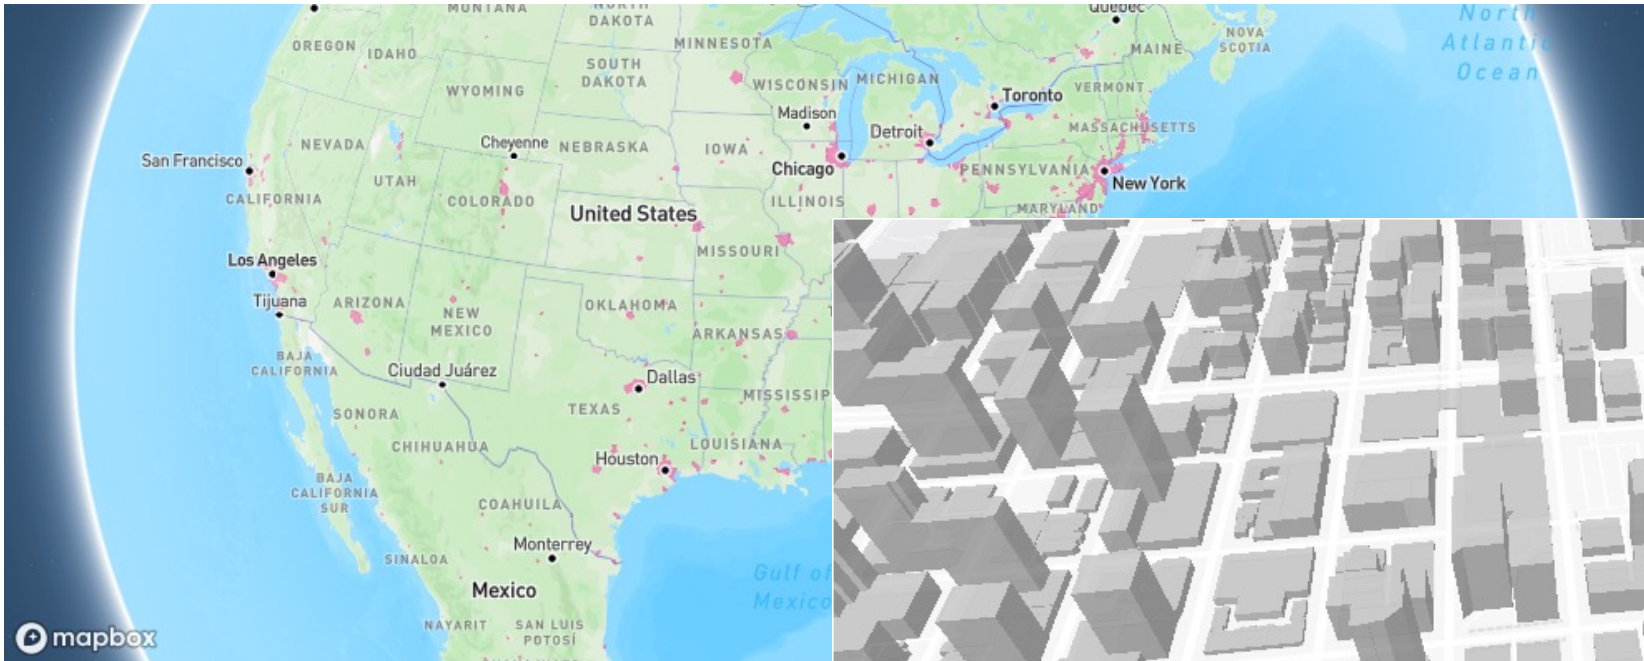 Quebec
North
Atlantic
Ocean
MONTANA
NORTH
DAKOTA
MINNESOTA
MAINE
NOVA
SCOTIA
OREGON
IDAHO
SOUTH
DAKOTA
WYOMING
WISCONSIN
MICHIGAN
Toronto
VERMONT
Madison
Detroit
MASSACHUSETTS
NEVADA
Cheyenne
NEBRASKA
IOWA
San Francisco
Chicago
PENNSYLVANIA
New York
UTAH
CALIFORNIA
COLORADO
ILLINOIS
MARYLAND
United States
MISSOURI
Los Angeles
Tijuana
ARIZONA
NEW
MEXICO
OKLAHOMA
ARKANSAS
BAJA
CALIFORNIA
Ciudad Juárez
Dallas
MISSISSIP
SONORA
TEXAS
CHIHUAHUA
LOUISIANA
Houston
BAJA
CALIFORNIA
SUR
COAHUILA
SINALOA
Monterrey
Gulf of
Mexico
Mexico
NAYARIT
SAN LUIS
POTOSÍ
mapbox